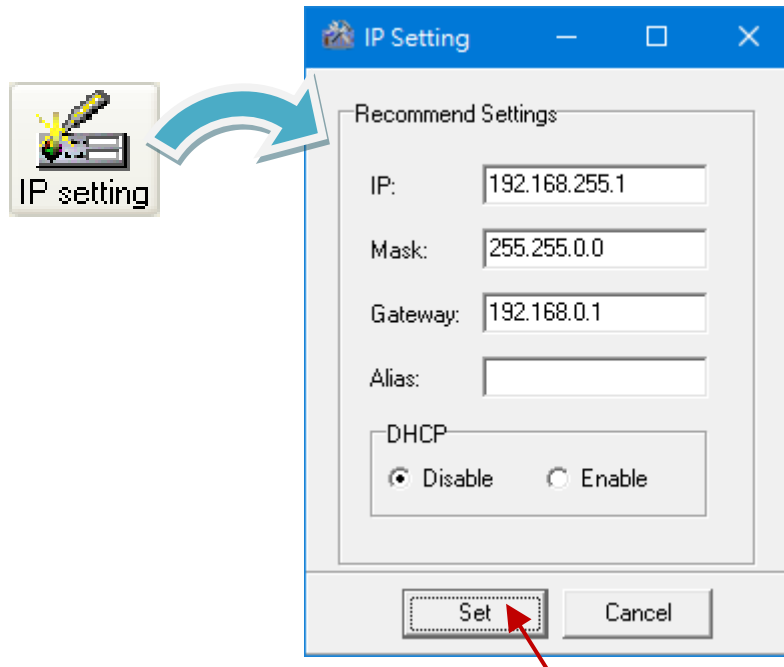 IP Setting
IP setting
Recommend Settings
IP: 192.168.255.1
Mask: 255.255.0.0
Gateway: 192.168.0.1
Alias:
DHCP
Disable Enable
Set Cancel